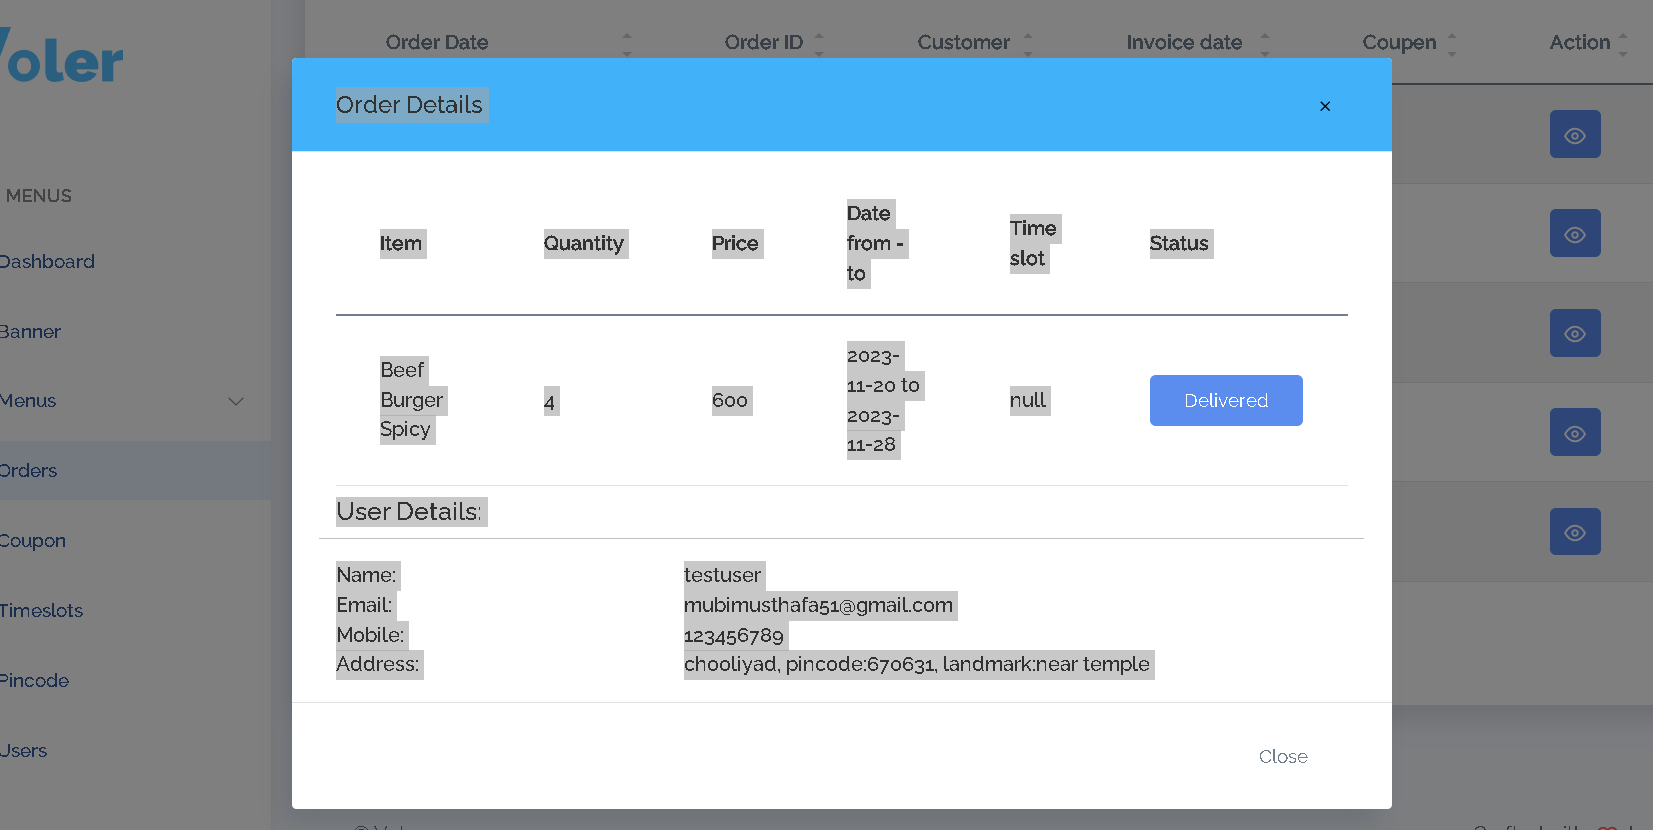 Order Date Order ID Customer Invoice date Coupen Action
Voler
Order Details ×
MENUS
Dashboard
Banner
Menus
Orders
Coupon
Timeslots
Pincode
Users
Item Quantity Price Date from - to Time slot Status
Beef Burger Spicy 4 600 2023-11-20 to 2023-11-28 null Delivered
User Details:
Name: testuser
Email: mubimusthafa51@gmail.com
Mobile: 123456789
Address: chooliyad, pincode:670631, landmark:near temple
Close